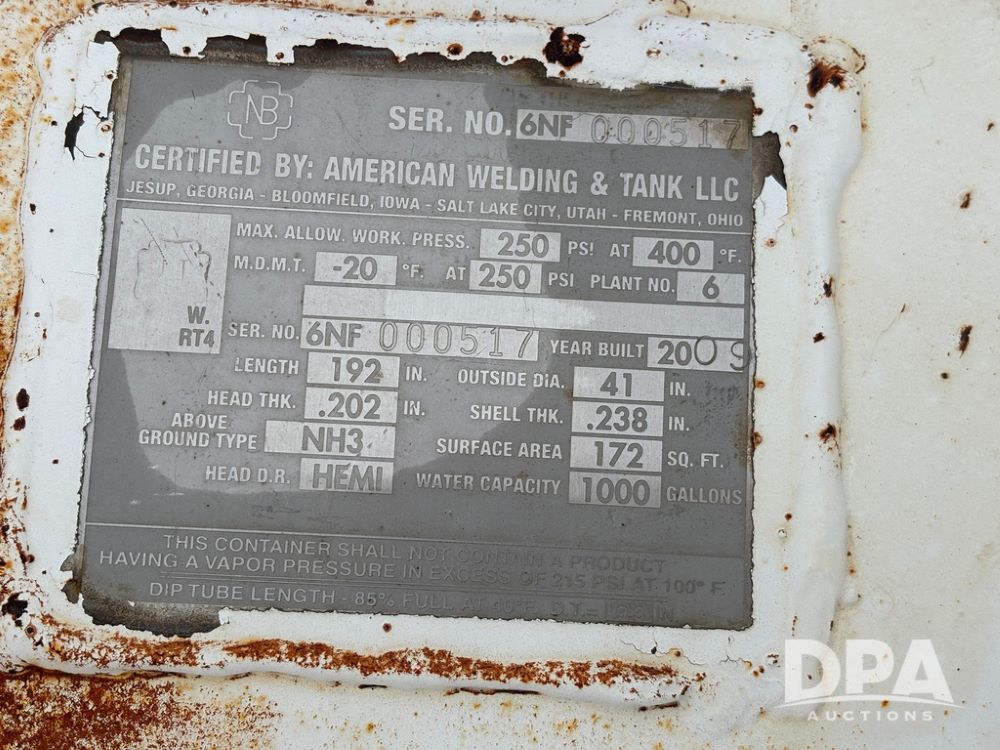 NB
SER. NO. 6NF 000517
CERTIFIED BY: AMERICAN WELDING & TANK LLC
JESUP, GEORGIA - BLOOMFIELD, IOWA - SALT LAKE CITY, UTAH - FREMONT, OHIO
MAX. ALLOW. WORK. PRESS. 250 PSI AT 400 °F.
M.D.M.T. -20 °F. AT 250 PSI PLANT NO. 6
W.
RT4
SER. NO. 6NF 000517 YEAR BUILT 2009
LENGTH 192 IN. OUTSIDE DIA. 41 IN.
HEAD THK. .202 IN. SHELL THK. .238 IN.
ABOVE
GROUND TYPE NH3 SURFACE AREA 172 SQ. FT.
HEAD D.R. HEMI WATER CAPACITY 1000 GALLONS
THIS CONTAINER SHALL NOT CONTAIN A PRODUCT
HAVING A VAPOR PRESSURE IN EXCESS OF 215 PSI AT 100° F.
DIP TUBE LENGTH - 85% FULL AT 40°F. D.T. = IN.
DPA
AUCTIONS